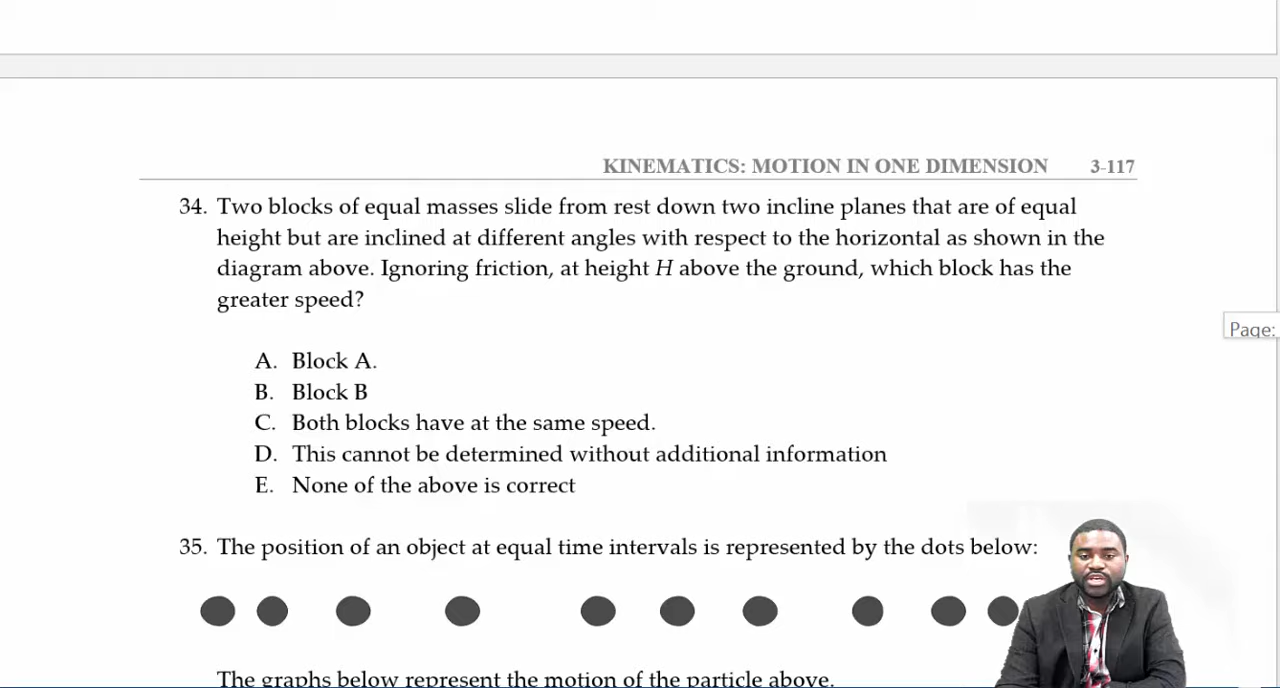 KINEMATICS: MOTION IN ONE DIMENSION 3-117
34. Two blocks of equal masses slide from rest down two incline planes that are of equal
height but are inclined at different angles with respect to the horizontal as shown in the
diagram above. Ignoring friction, at height H above the ground, which block has the
greater speed?
Page:
A. Block A.
B. Block B
C. Both blocks have at the same speed.
D. This cannot be determined without additional information
E. None of the above is correct
35. The position of an object at equal time intervals is represented by the dots below:
The graphs below represent the motion of the particle above.